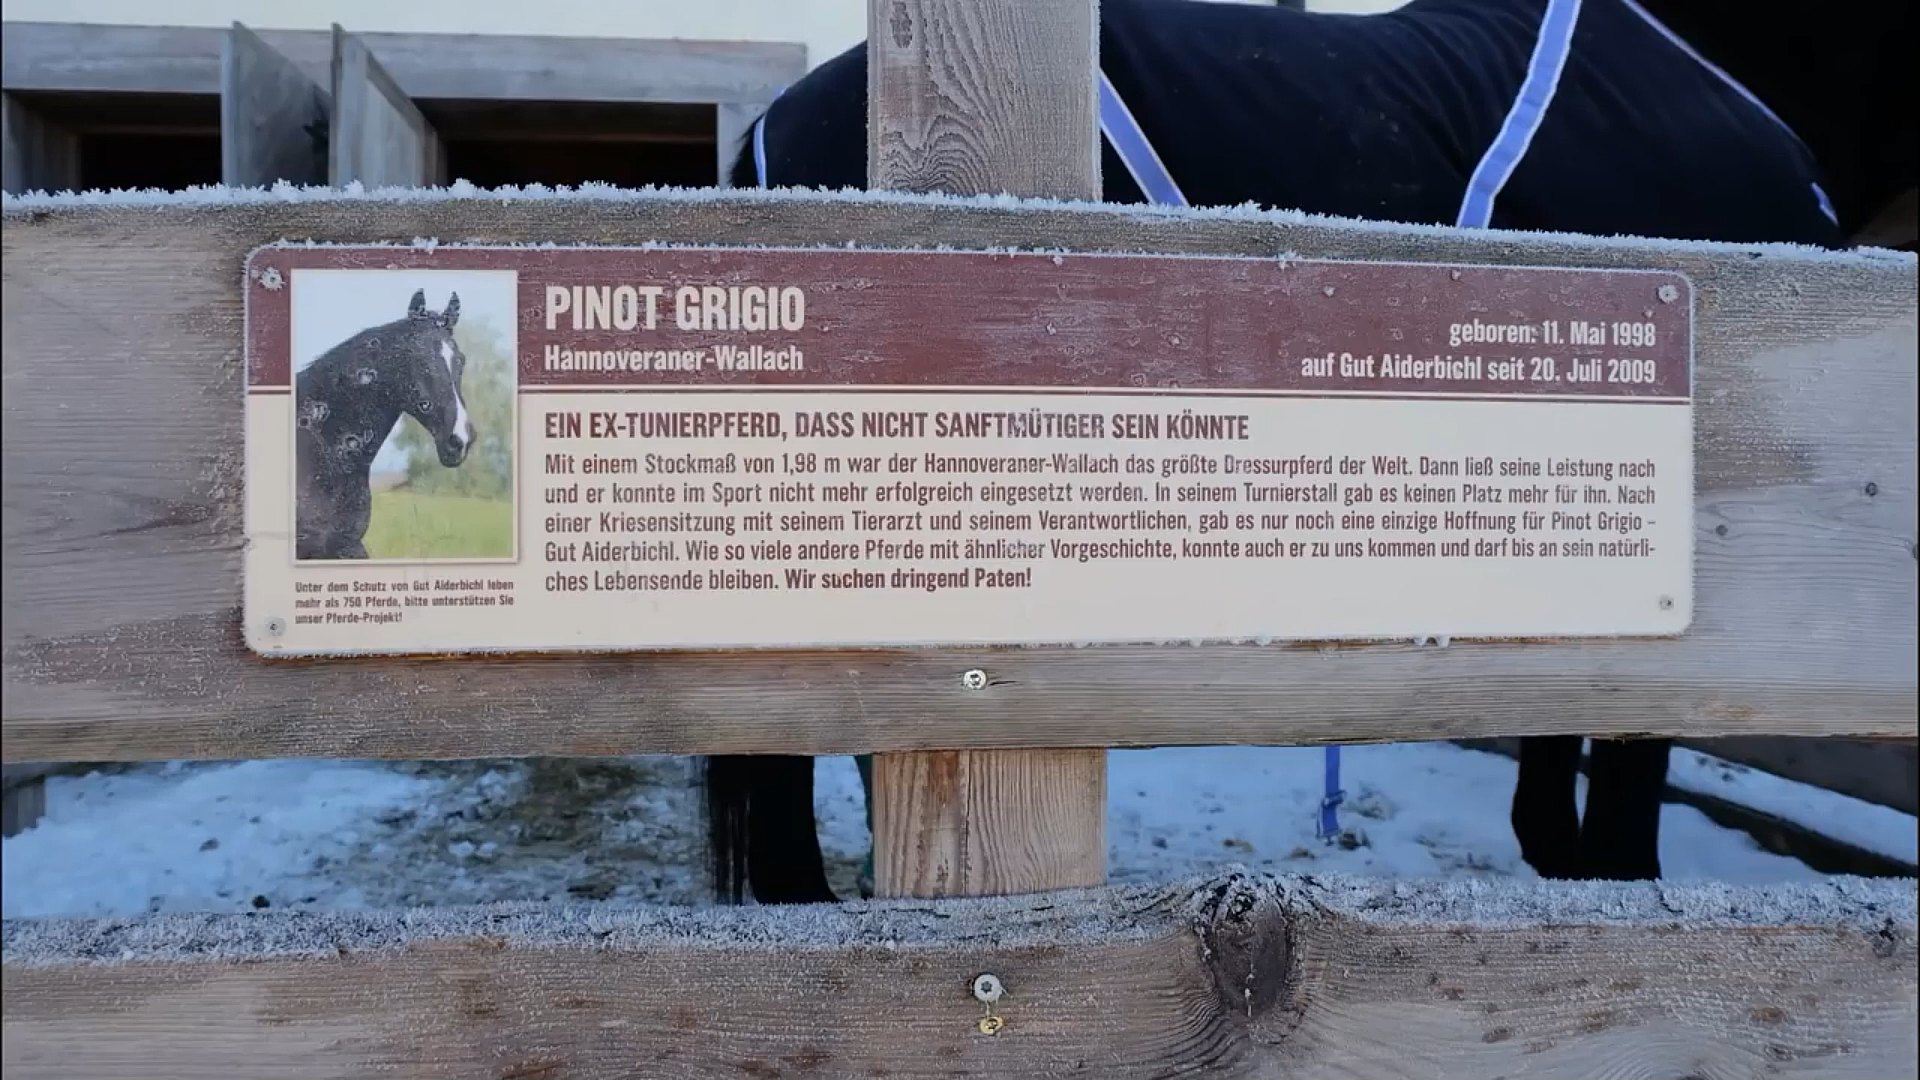 PINOT GRIGIO
Hannoveraner-Wallach
geboren: 11. Mai 1998
auf Gut Aiderbichl seit 20. Juli 2009
EIN EX-TUNIERPFERD, DASS NICHT SANFTMÜTIGER SEIN KÖNNTE
Mit einem Stockmaß von 1,98 m war der Hannoveraner-Wallach das größte Dressurpferd der Welt. Dann ließ seine Leistung nach
und er konnte im Sport nicht mehr erfolgreich eingesetzt werden. In seinem Turnierstall gab es keinen Platz mehr für ihn. Nach
einer Kriesensitzung mit seinem Tierarzt und seinem Verantwortlichen, gab es nur noch eine einzige Hoffnung für Pinot Grigio –
Gut Aiderbichl. Wie so viele andere Pferde mit ähnlicher Vorgeschichte, konnte auch er zu uns kommen und darf bis an sein natürli-
ches Lebensende bleiben. Wir suchen dringend Paten!
Unter dem Schutz von Gut Aiderbichl leben
mehr als 750 Pferde, bitte unterstützen Sie
unser Pferde-Projekt!